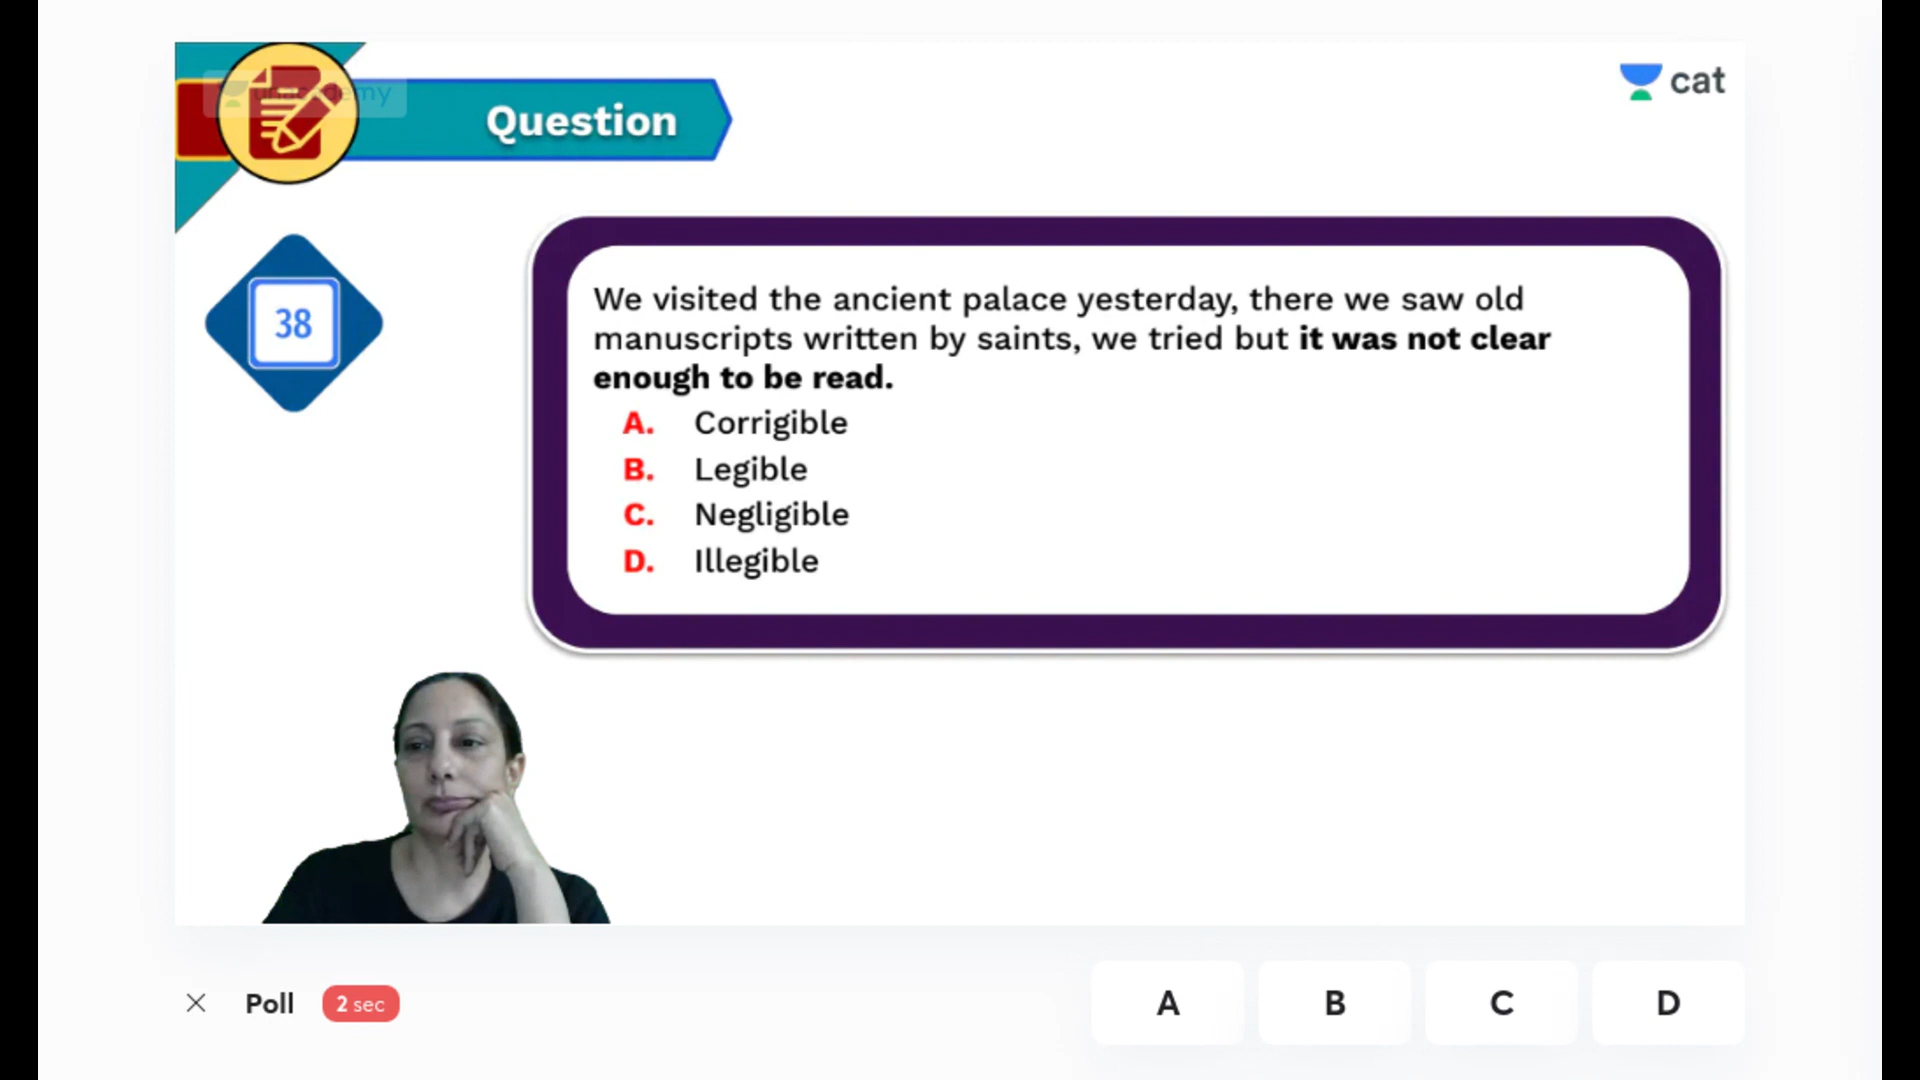 unacademy
Question
cat
38
We visited the ancient palace yesterday, there we saw old
manuscripts written by saints, we tried but it was not clear
enough to be read.
A. Corrigible
B. Legible
C. Negligible
D. Illegible
Poll
2 sec
A
B
C
D